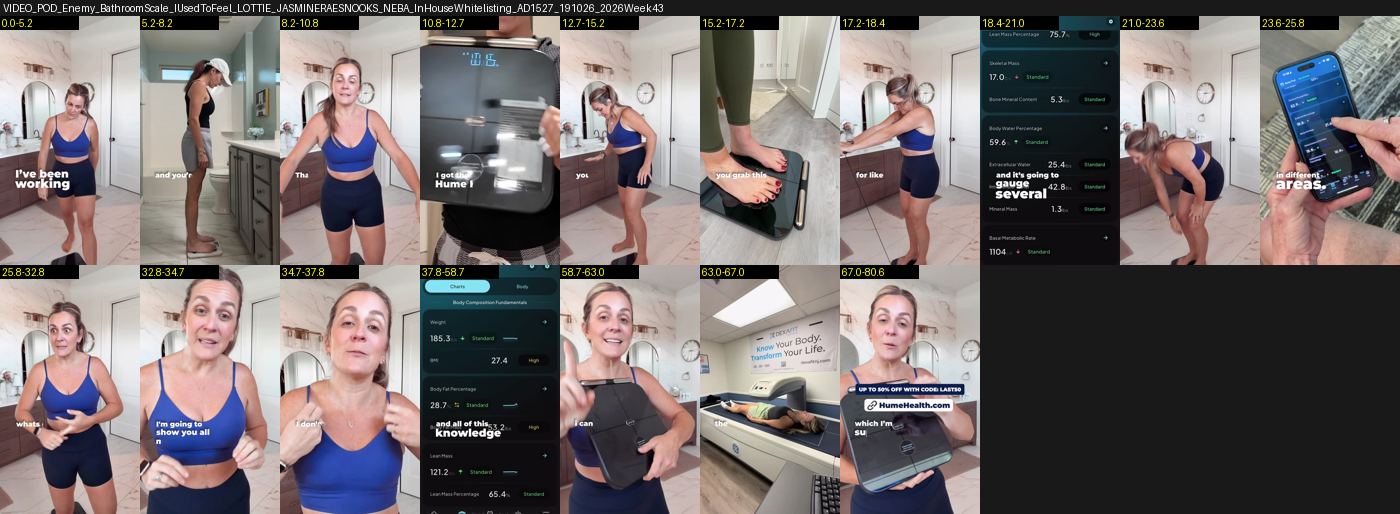 VIDEO_POD_Enemy_BathroomScale_IUsedToFeel_LOTTIE_JASMINERAESNOOKS_NEBA_InHouseWhitelisting_AD1527_191026_2026Week43
0.0-5.2
I've been
working
5.2-8.2
and you'r
8.2-10.8
Tha
10.8-12.7
I got the
Hume
12.7-15.2
you
15.2-17.2
you grab this
17.2-18.4
for like
18.4-21.0
Lean Mass Percentage 75.7% High
Skeletal Mass
17.0 Standard
Bone Mineral Content 5.3 lbs Standard
Body Water Percentage
59.6% Standard
Extracellular Water 25.4 lbs Standard
and it's going to
gauge
several
42.8 lbs Standard
Mineral Mass 1.3 lbs Standard
Basal Metabolic Rate
1104 Standard
21.0-23.6
23.6-25.8
in different
areas.
25.8-32.8
whats
32.8-34.7
I'm going to
show you all
n
34.7-37.8
I don'
37.8-58.7
Charts Body
Body Composition Fundamentals
Weight
185.3 Standard
BMI 27.4 High
Body Fat Percentage
28.7% Standard
and all of this
knowledge
53.2 lbs High
Lean Mass
121.2 Standard
Lean Mass Percentage 65.4% Standard
58.7-63.0
i can
63.0-67.0
DEXAFIT
Know Your Body.
Transform Your Life.
the
67.0-80.6
UP TO 50% OFF WITH CODE: LAST50
HumeHealth.com
which I'm
su